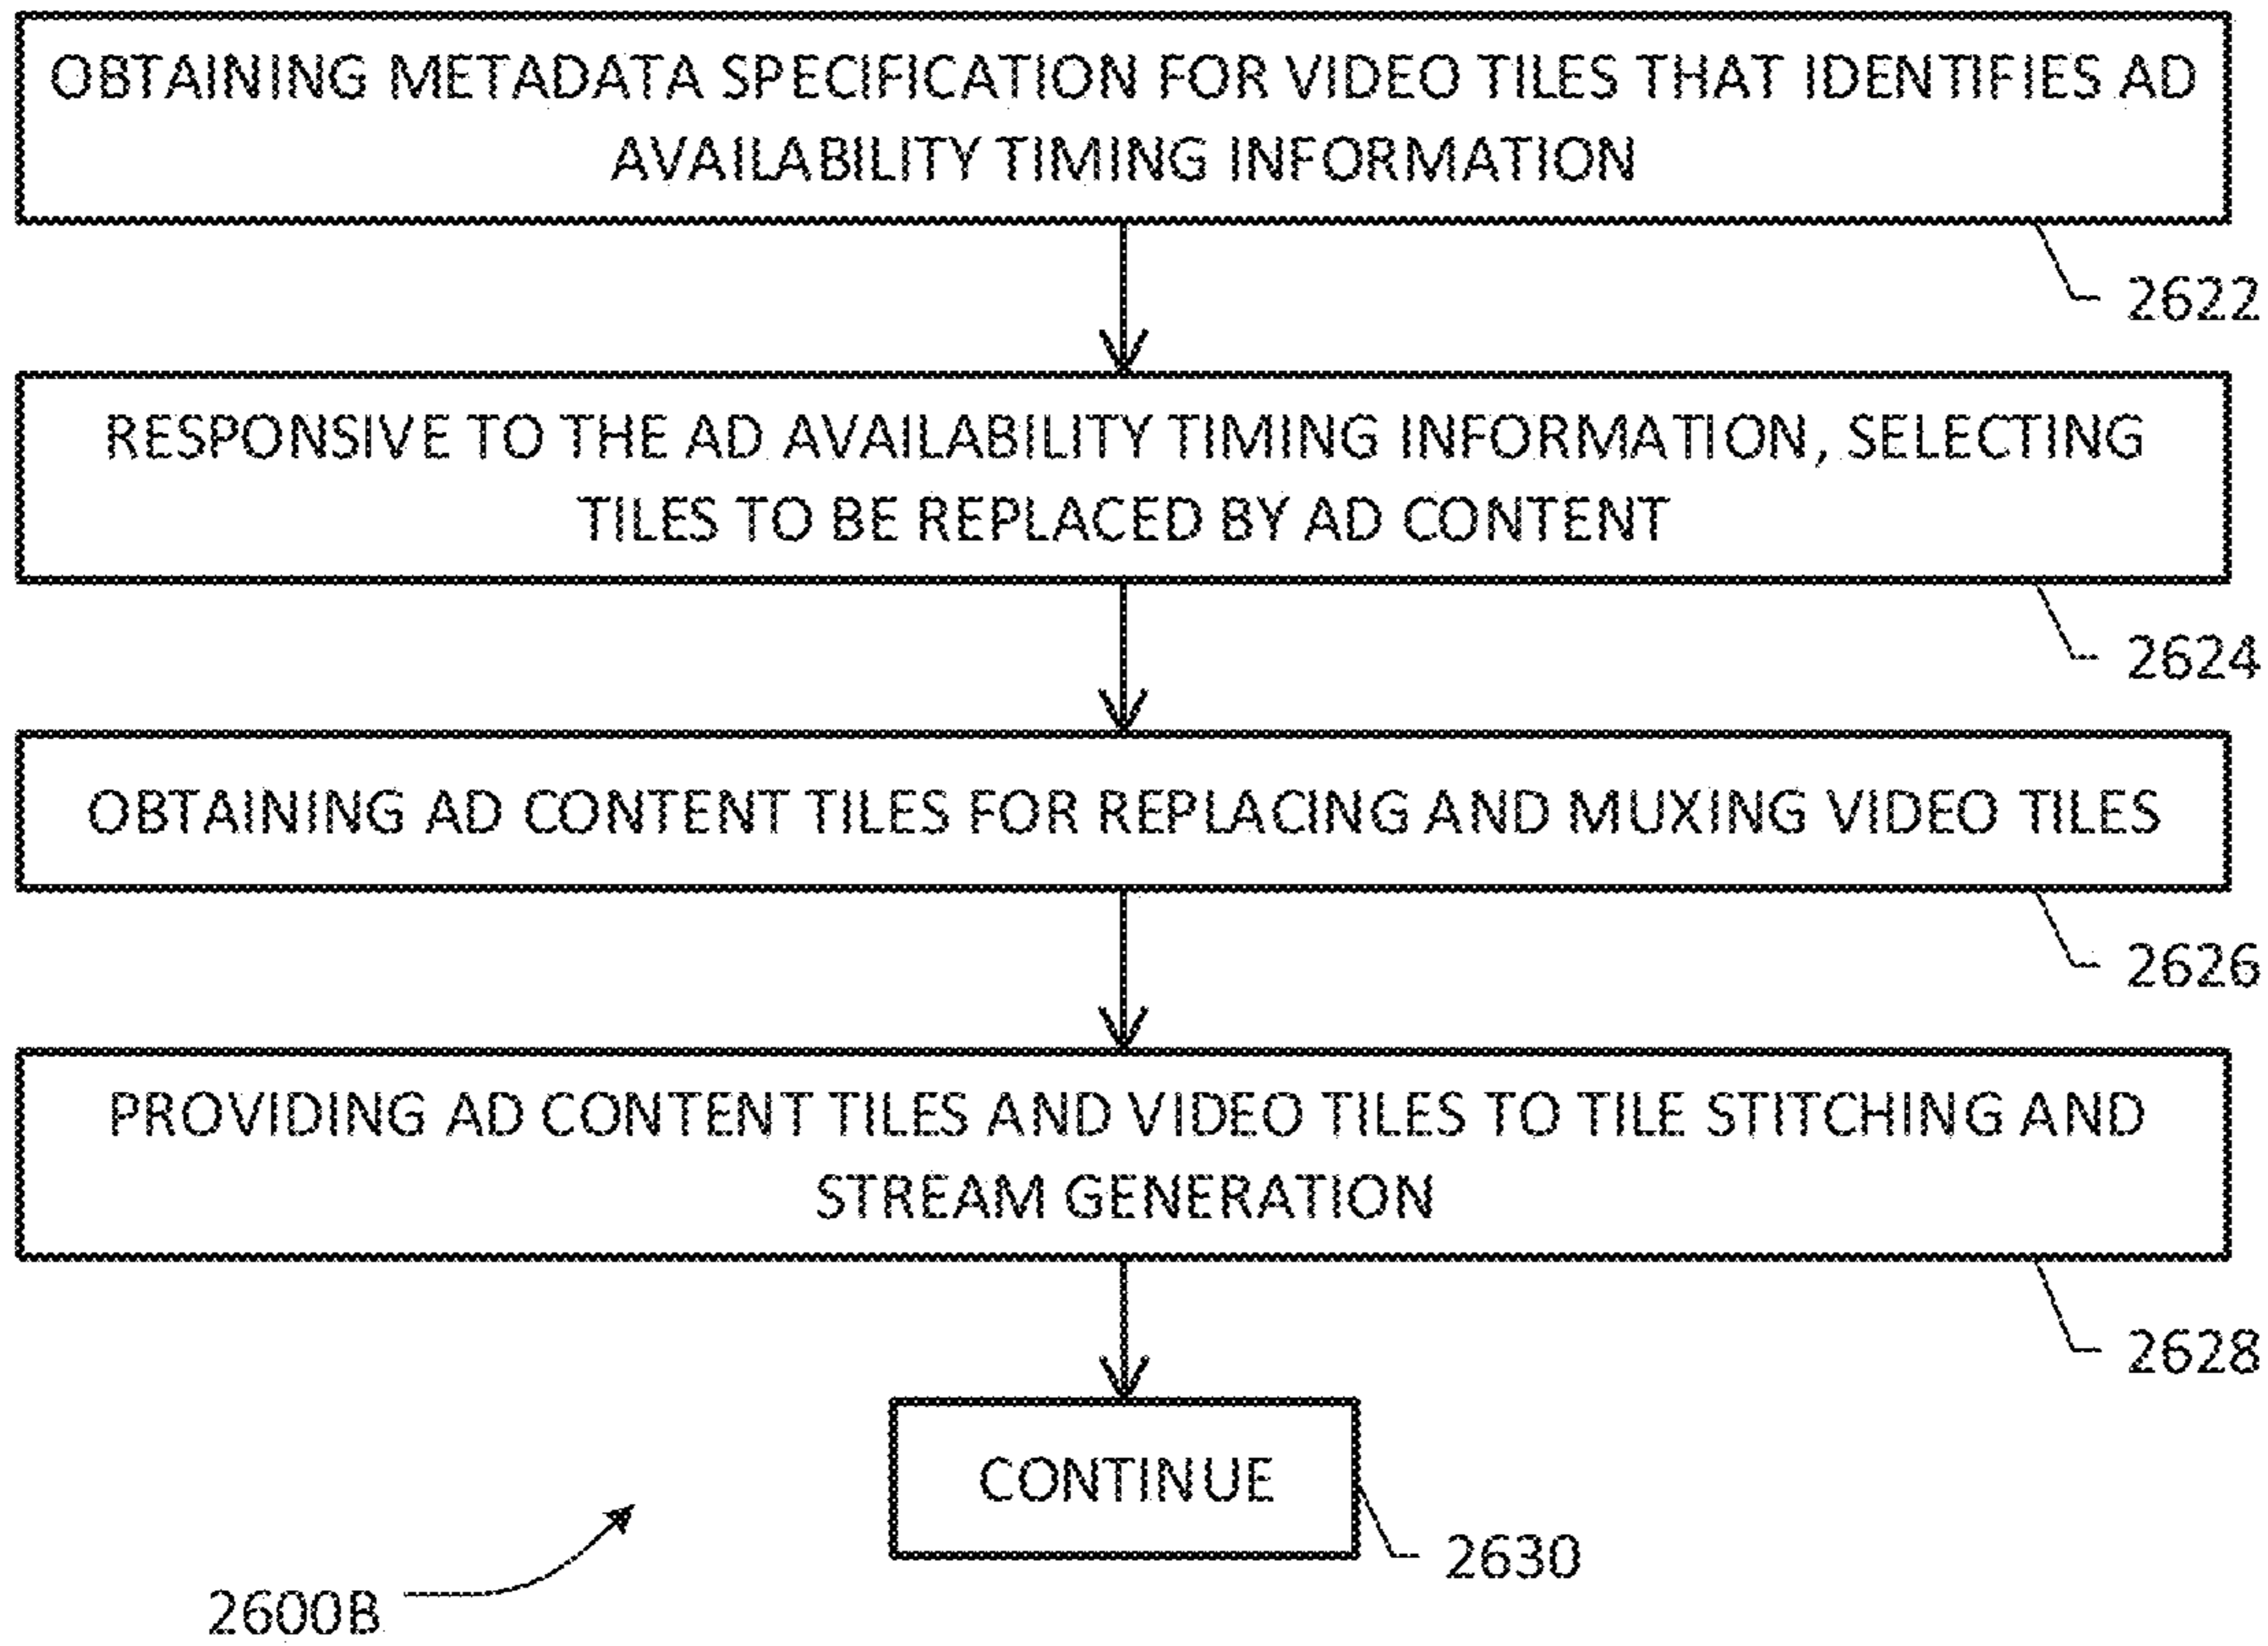 OBTAINING METADATA SPECIFICATION FOR VIDEO TILES THAT IDENTIFIES AD
AVAILABILITY TIMING INFORMATION
2622
RESPONSIVE TO THE AD AVAILABILITY TIMING INFORMATION, SELECTING
TILES TO BE REPLACED BY AD CONTENT
2624
OBTAINING AD CONTENT TILES FOR REPLACING AND MUXING VIDEO TILES
2626
PROVIDING AD CONTENT TILES AND VIDEO TILES TO TILE STITCHING AND
STREAM GENERATION
2628
CONTINUE
2630
2600B